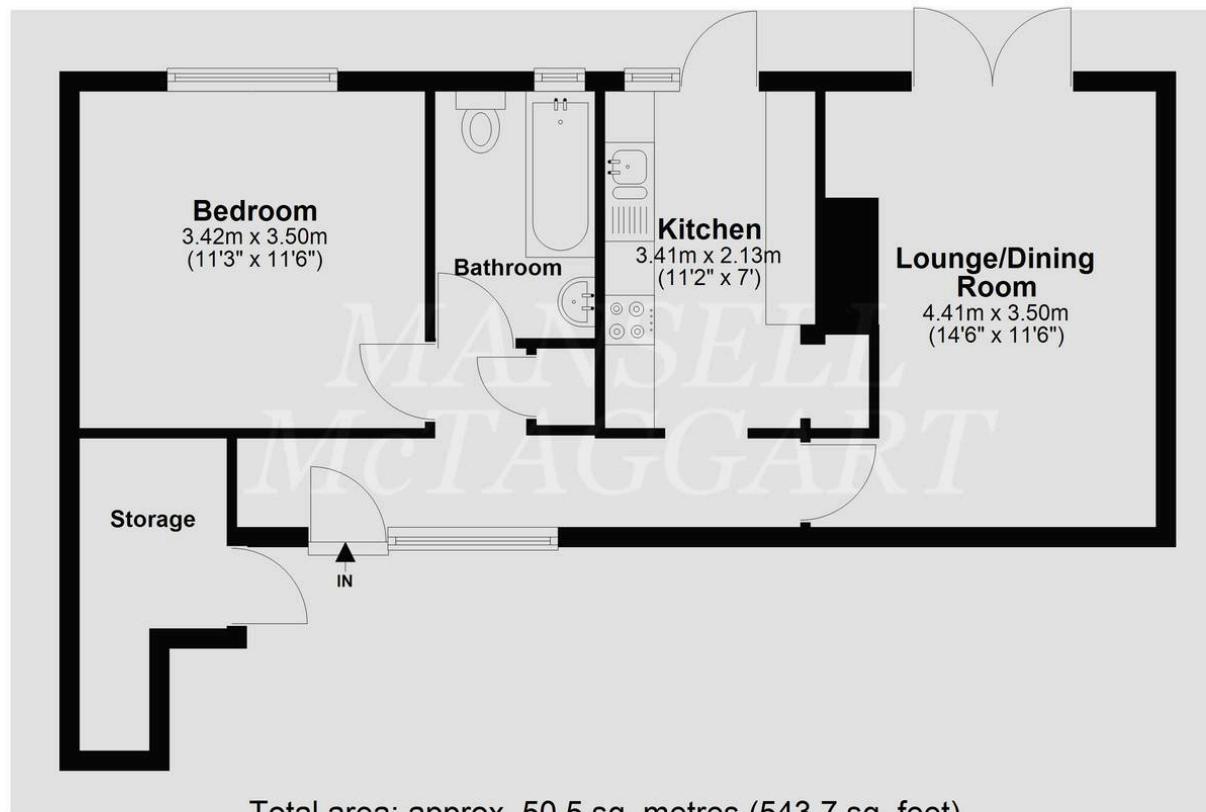 Bedroom
3.42m x 3.50m
(11'3" x 11'6")
Bathroom
Kitchen
3.41m x 2.13m
(11'2" x 7')
Lounge/Dining
Room
4.41m x 3.50m
(14'6" x 11'6")
MANSELL
McTAGGART
Storage
IN
Total area: approx. 50.5 sq. metres (543.7 sq. feet)